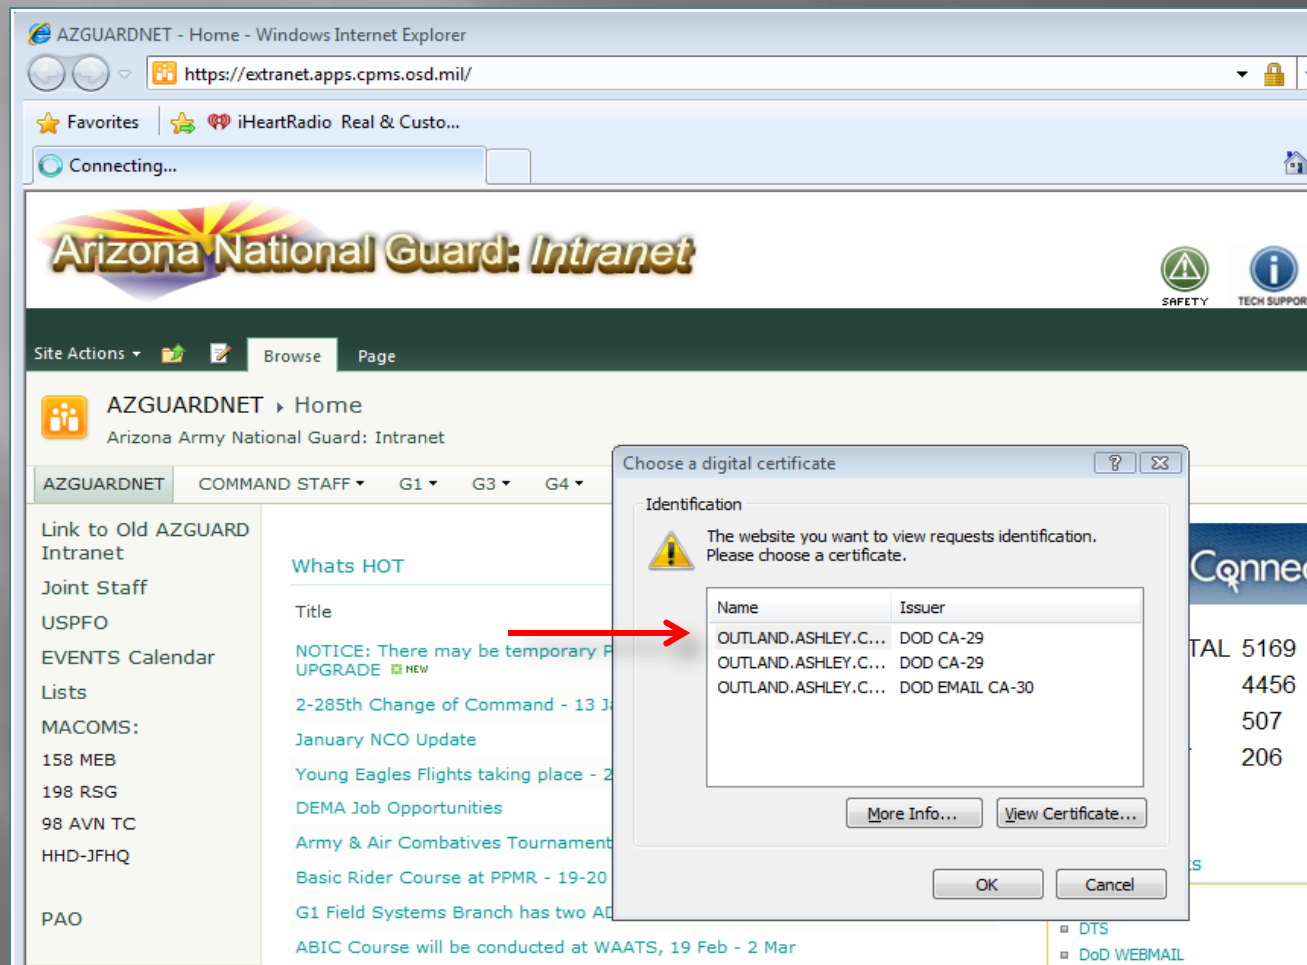 AZGUARDNET - Home - Windows Internet Explorer
https://extranet.apps.cpms.osd.mil/
Favorites iHeartRadio Real & Custo...
Connecting...
Arizona National Guard: Intranet
SAFETY TECH SUPPOR
Site Actions Browse Page
AZGUARDNET Home
Arizona Army National Guard: Intranet
AZGUARDNET COMMAND STAFF G1 G3 G4
Link to Old AZGUARD
Intranet
Joint Staff
USPFO
EVENTS Calendar
Lists
MACOMS:
158 MEB
198 RSG
98 AVN TC
HHD-JFHQ
PAO
Whats HOT
Title
NOTICE: There may be temporary P
UPGRADE NEW
2-285th Change of Command - 13 J
January NCO Update
Young Eagles Flights taking place - 2
DEMA Job Opportunities
Army & Air Combatives Tournament
Basic Rider Course at PPMR - 19-20
G1 Field Systems Branch has two AD
ABIC Course will be conducted at WAATS, 19 Feb - 2 Mar
Choose a digital certificate
Identification
The website you want to view requests identification.
Please choose a certificate.
Name Issuer
OUTLAND.ASHLEY.C... DOD CA-29
OUTLAND.ASHLEY.C... DOD CA-29
OUTLAND.ASHLEY.C... DOD EMAIL CA-30
More Info... View Certificate...
OK Cancel
Connec
TAL 5169
4456
507
206
DTS
DoD WEBMAIL